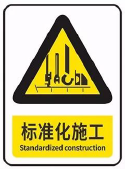 标准化施工
Standardized construction